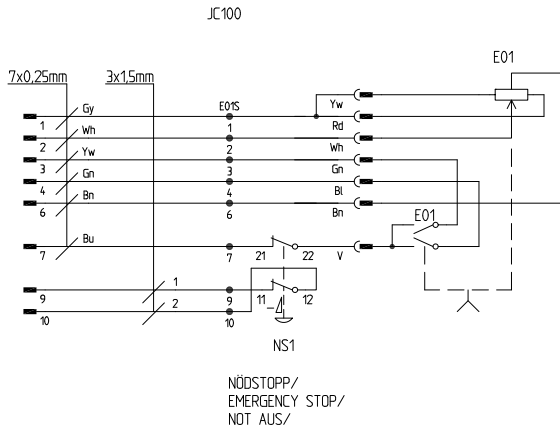 JC100
E01
7x0,25mm 3x1,5mm
Gy E01S Yw
1 Wh 1 Rd
2 Yw 2 Wh
3 Gn 3 Gn
4 Bn 4 Bl
6 6 Bn E01
Bu
7 7 21 22 V
1
9 2 9 11 12
10 10
NS1
NÖDSTOPP/
EMERGENCY STOP/
NOT AUS/